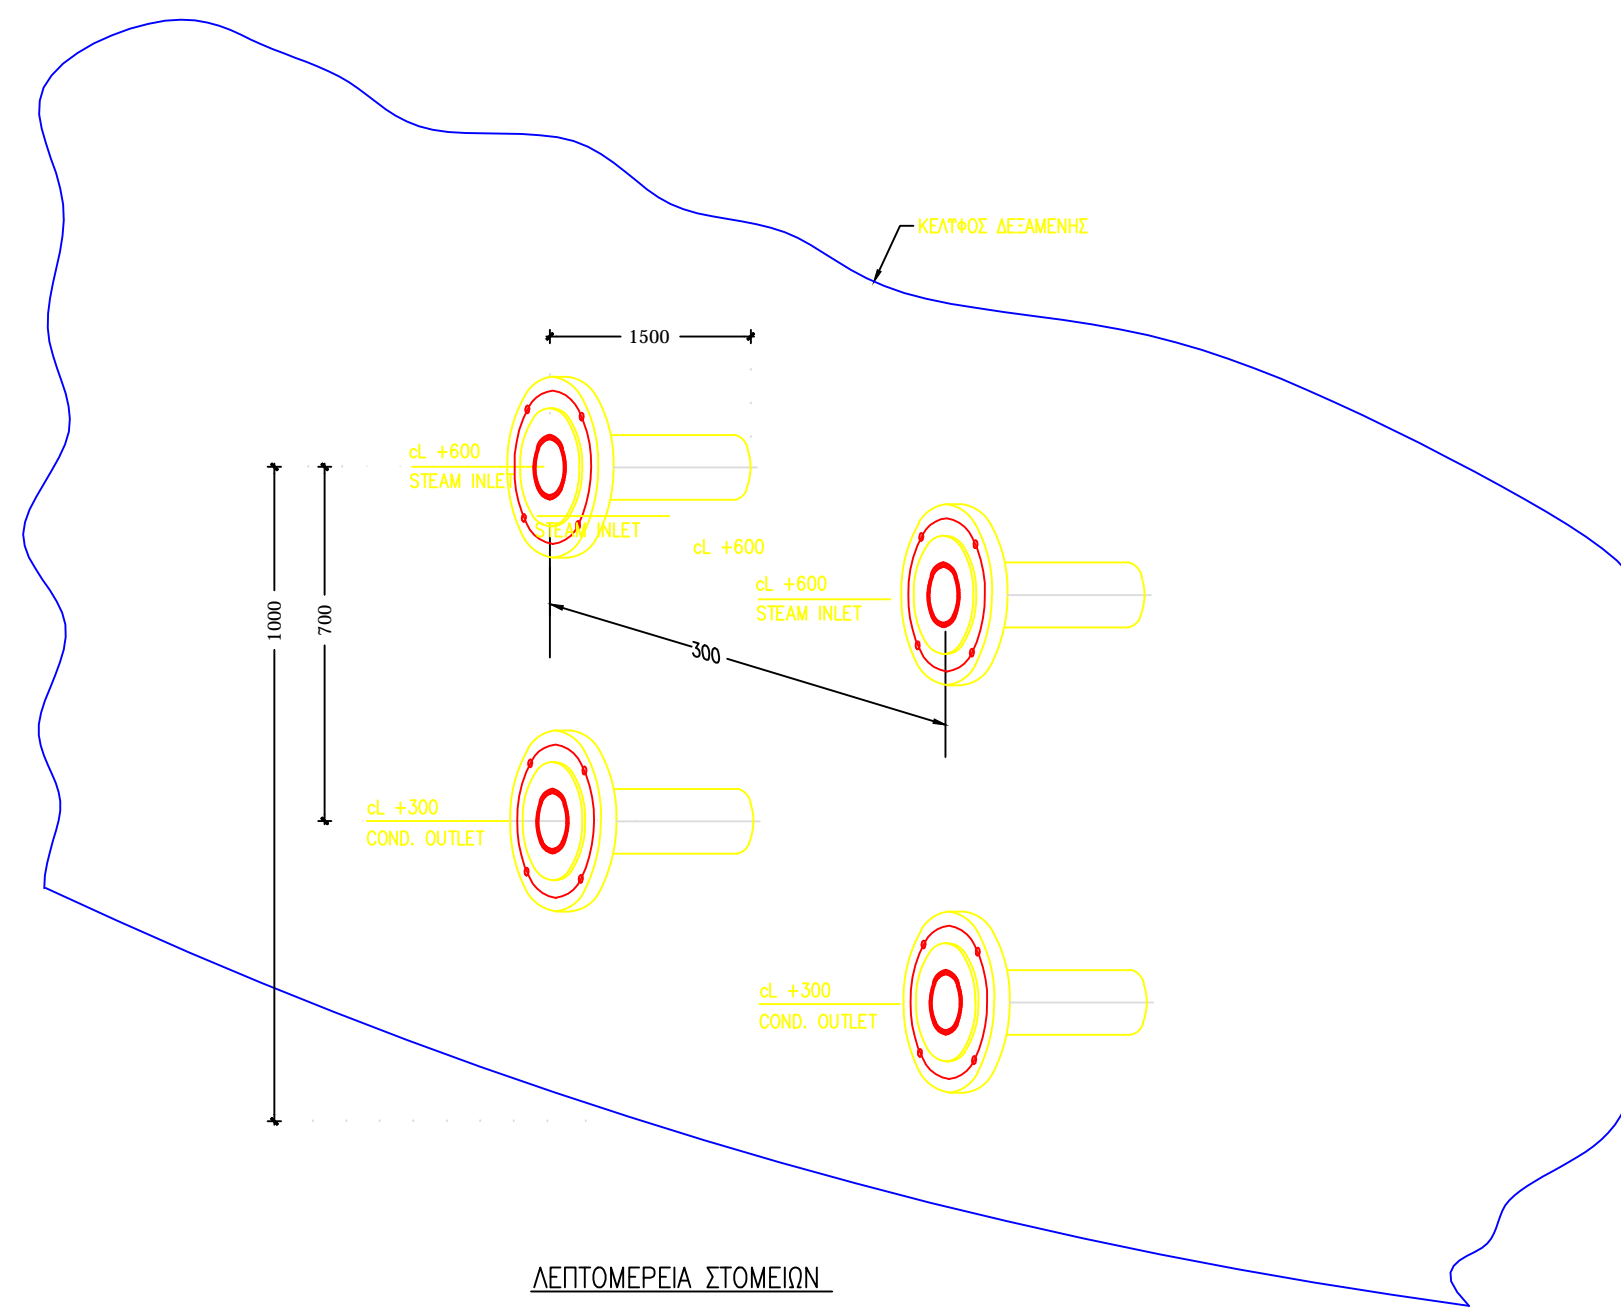 ΚΕΛΥΦΟΣ ΔΕΞΑΜΕΝΗΣ
1500
cL +600
STEAM INLET
STEAM INLET
cL +600
cL +600
STEAM INLET
1000
700
300
cL +300
COND. OUTLET
cL +300
COND. OUTLET
ΛΕΠΤΟΜΕΡΕΙΑ ΣΤΟΜΕΙΩΝ